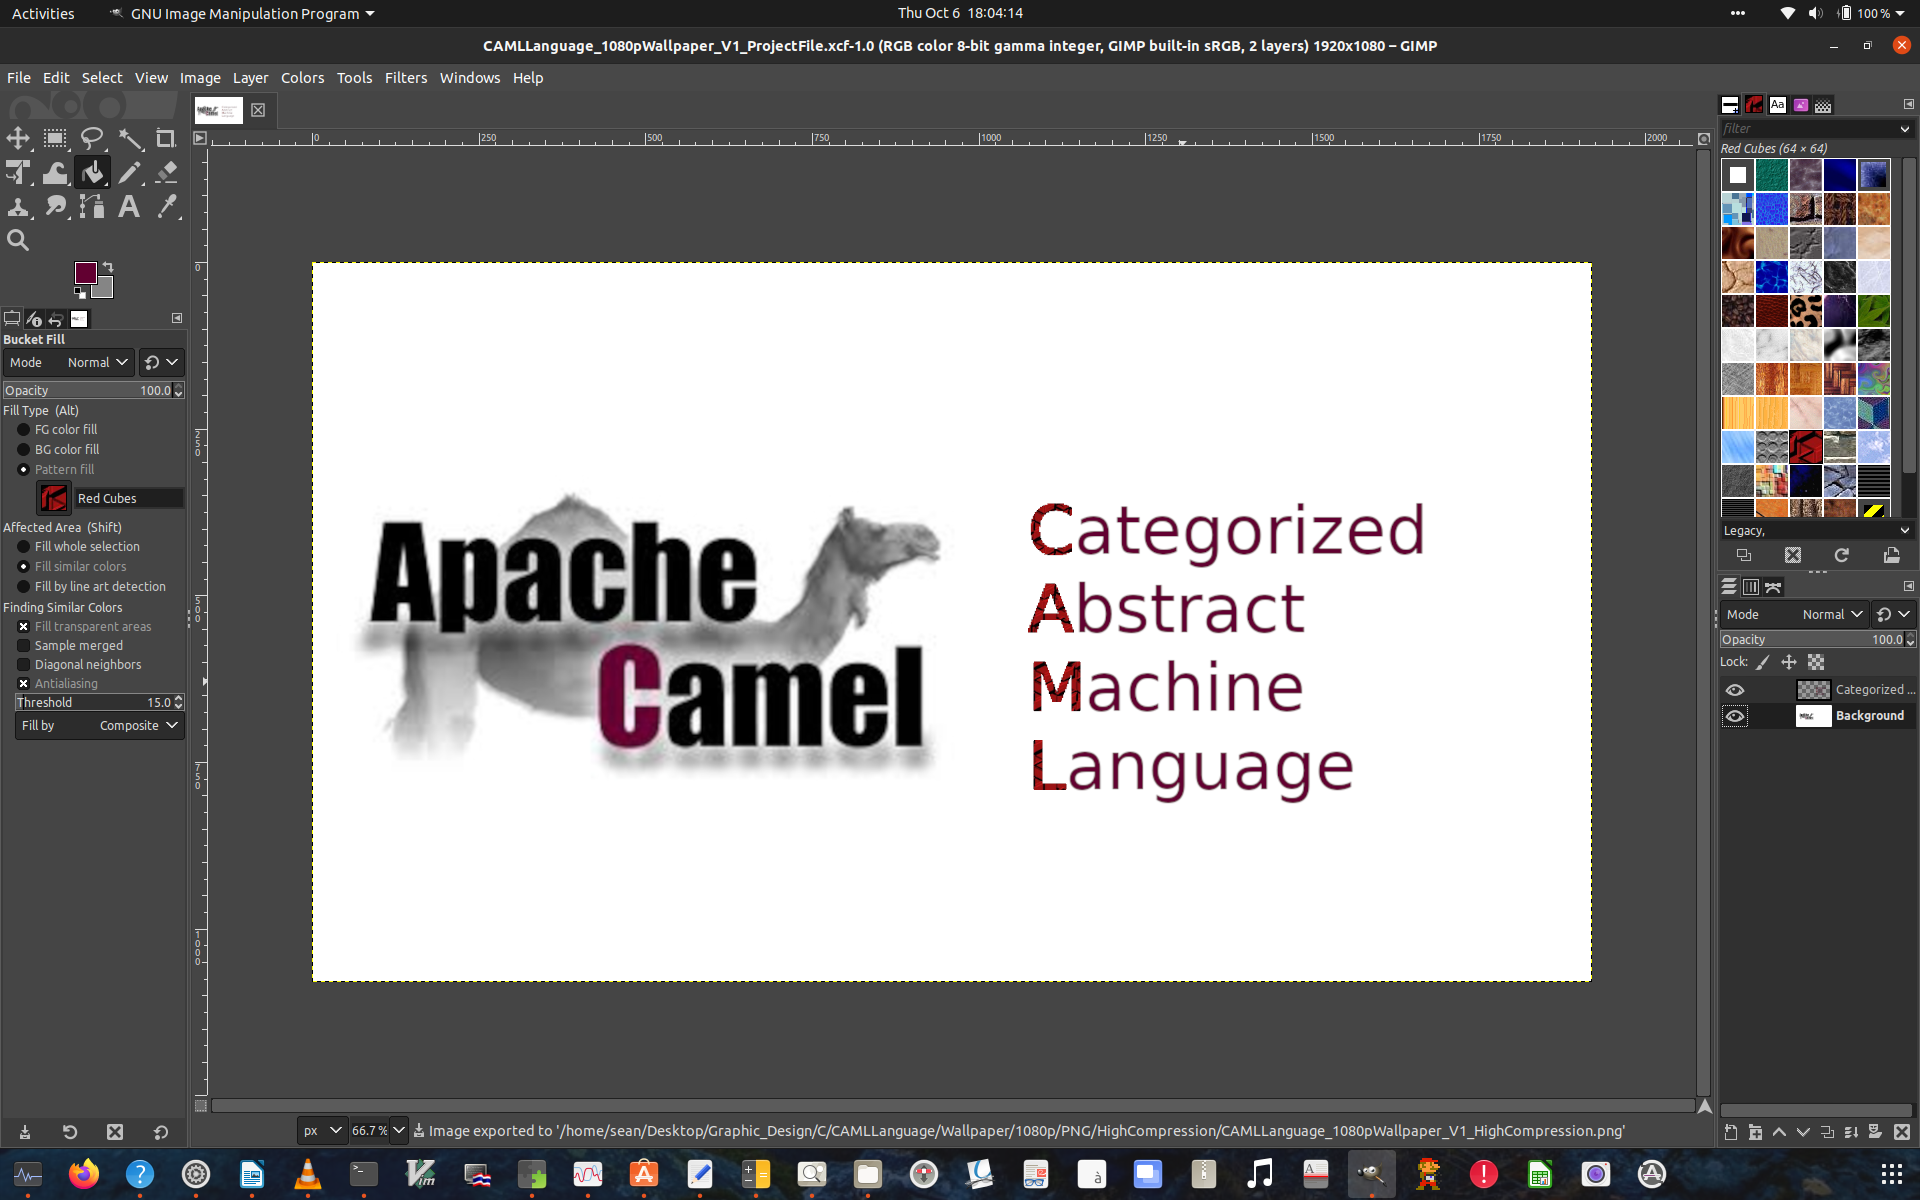 Activities
GNU Image Manipulation Program
Thu Oct 6 18:04:14
100 %
CAMLLanguage_1080pWallpaper_V1_ProjectFile.xcf-1.0 (RGB color 8-bit gamma integer, GIMP built-in sRGB, 2 layers) 1920x1080 – GIMP
File Edit Select View Image Layer Colors Tools Filters Windows Help
0 250 500 750 1000 1250 1500 1750 2000
0
250
500
750
1000
Bucket Fill
Mode Normal
Opacity 100.0
Fill Type (Alt)
FG color fill
BG color fill
Pattern fill
Red Cubes
Affected Area (Shift)
Fill whole selection
Fill similar colors
Fill by line art detection
Finding Similar Colors
Fill transparent areas
Sample merged
Diagonal neighbors
Antialiasing
Threshold 15.0
Fill by Composite
Apache
Camel
Categorized
Abstract
Machine
Language
Aa
filter
Red Cubes (64 × 64)
Legacy,
Mode Normal
Opacity 100.0
Lock:
Categorized ...
Background
px 66.7 % Image exported to '/home/sean/Desktop/Graphic_Design/C/CAMLLanguage/Wallpaper/1080p/PNG/HighCompression/CAMLLanguage_1080pWallpaper_V1_HighCompression.png'